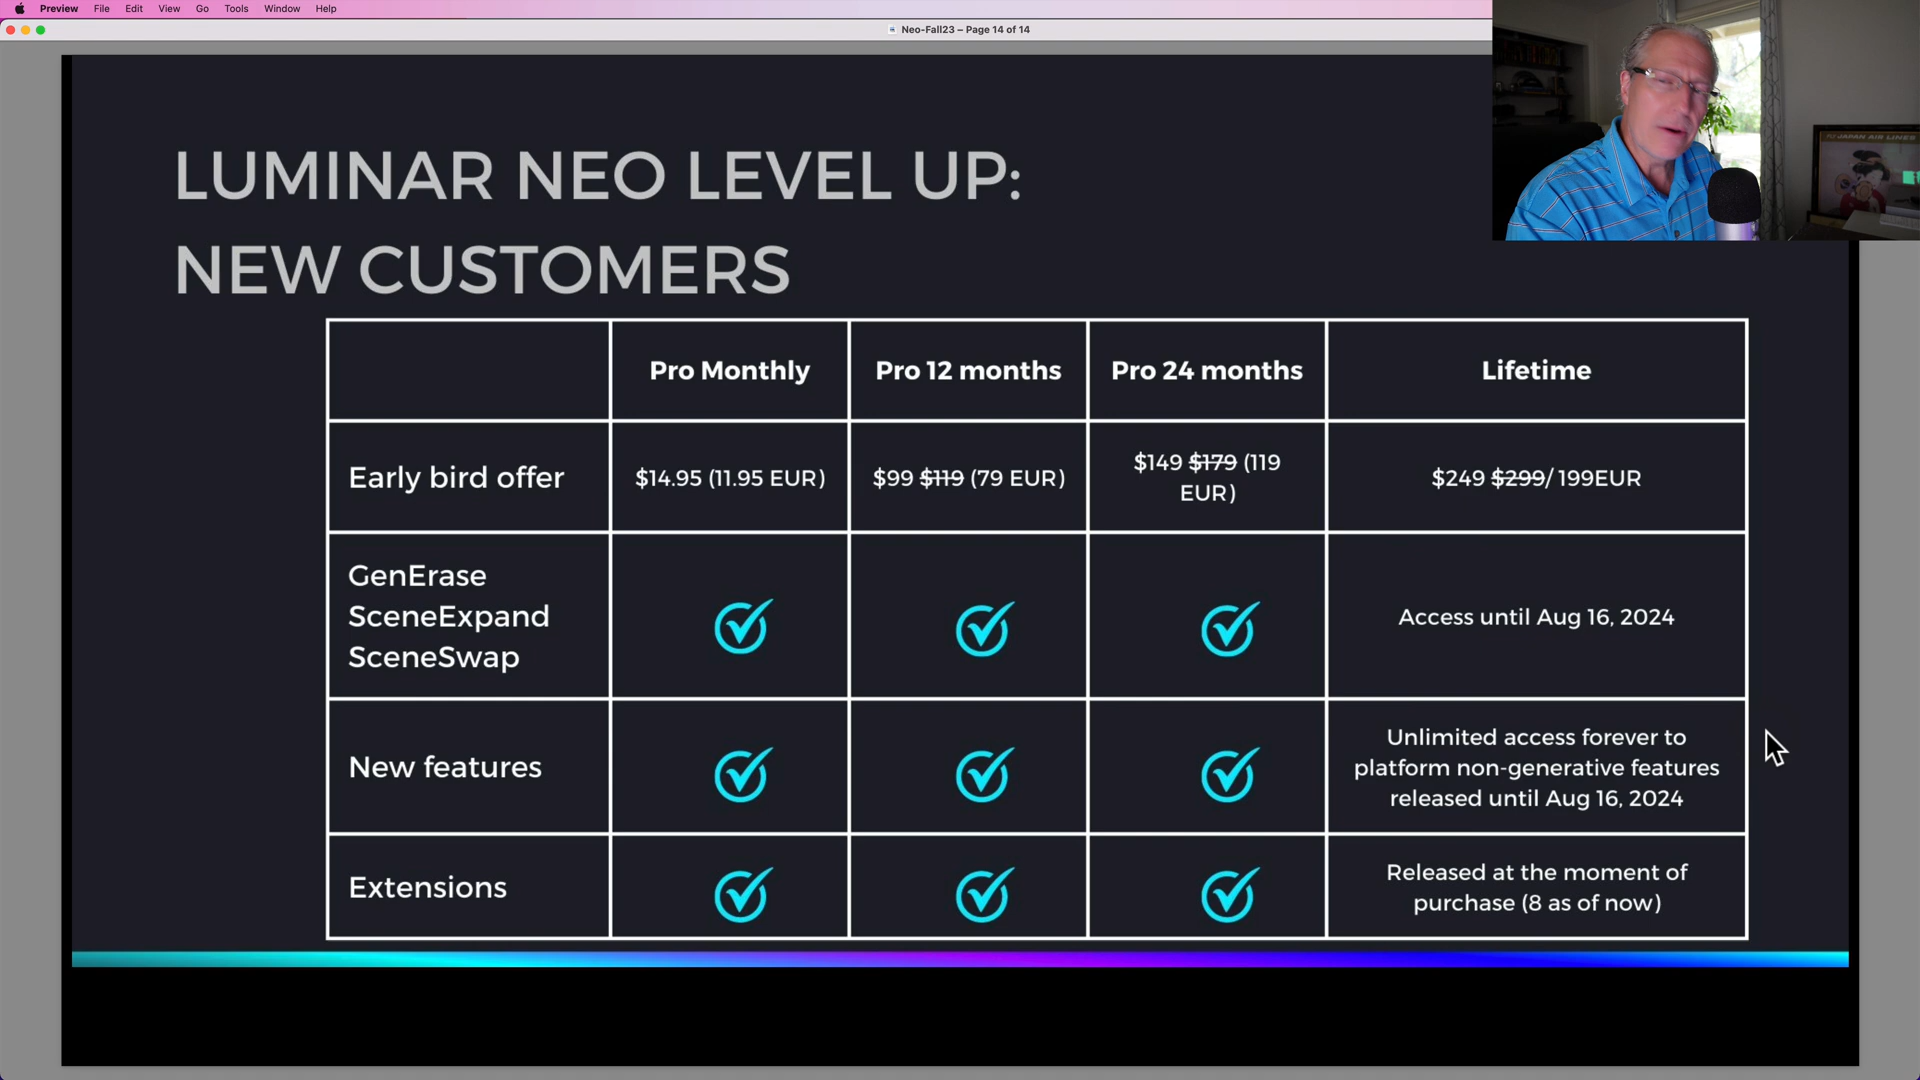 Preview File Edit View Go Tools Window Help
Neo-Fall23 – Page 14 of 14
JAPAN AIR LINES
LUMINAR NEO LEVEL UP:
NEW CUSTOMERS
Pro Monthly Pro 12 months Pro 24 months Lifetime
Early bird offer $14.95 (11.95 EUR) $99 $119 (79 EUR) $149 $179 (119 EUR) $249 $299/ 199EUR
GenErase
SceneExpand
SceneSwap
Access until Aug 16, 2024
New features
Unlimited access forever to
platform non-generative features
released until Aug 16, 2024
Extensions
Released at the moment of
purchase (8 as of now)